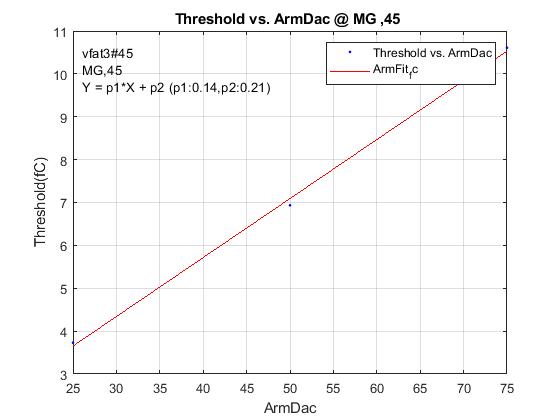 Threshold vs. ArmDac @ MG ,45
vfat3#45
MG,45
Y = p1*X + p2 (p1:0.14,p2:0.21)
Threshold vs. ArmDac
ArmFitfc
Threshold(fC)
11
10
9
8
7
6
5
4
3
25 30 35 40 45 50 55 60 65 70 75
ArmDac